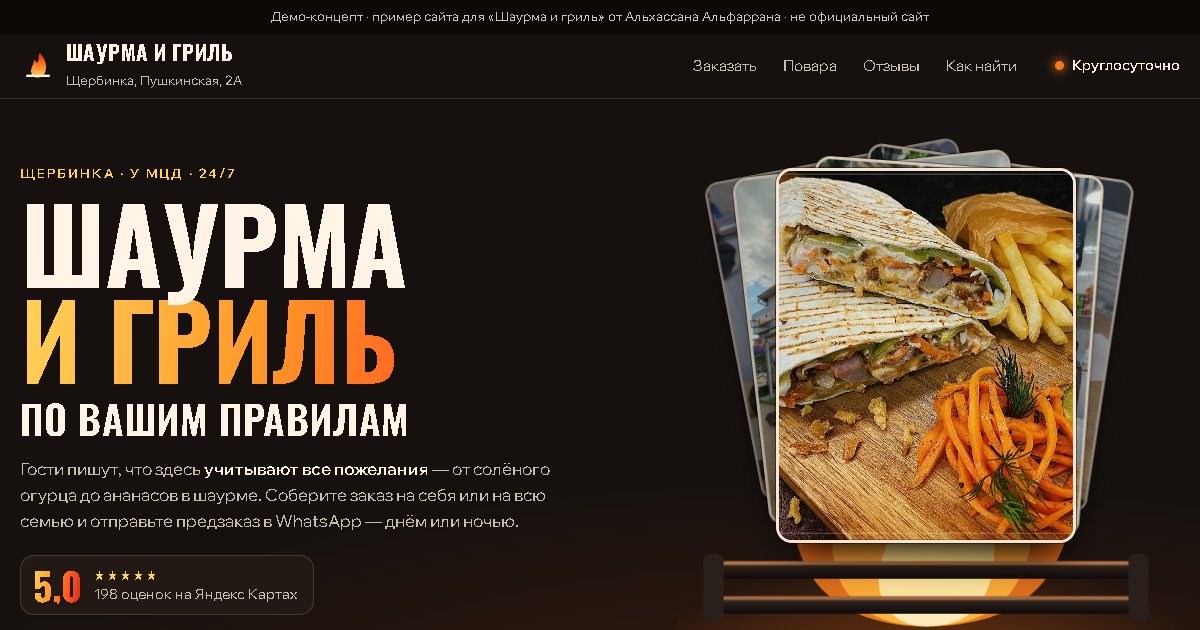 Демо-концепт · пример сайта для «Шаурма и гриль» от Альхассана Альфаррана · не официальный сайт
ШАУРМА И ГРИЛЬ
Щербинка, Пушкинская, 2А
Заказать
Повара
Отзывы
Как найти
Круглосуточно
ЩЕРБИНКА · У МЦД · 24/7
ШАУРМА
И ГРИЛЬ
ПО ВАШИМ ПРАВИЛАМ
Гости пишут, что здесь учитывают все пожелания — от солёного
огурца до ананасов в шаурме. Соберите заказ на себя или на всю
семью и отправьте предзаказ в WhatsApp — днём или ночью.
5,0
★★★★★
198 оценок на Яндекс Картах